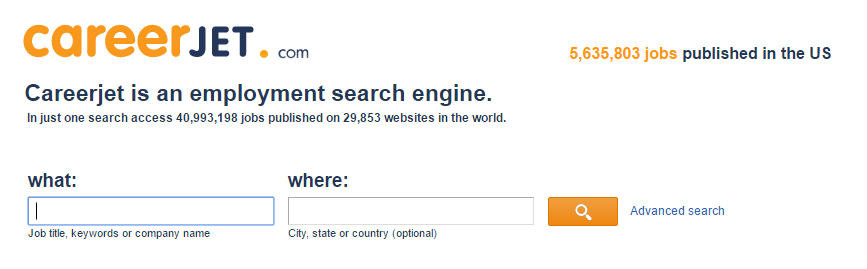 careerJET.com
5,635,803 jobs published in the US
Careerjet is an employment search engine.
In just one search access 40,993,198 jobs published on 29,853 websites in the world.
what:
where:
Advanced search
Job title, keywords or company name
City, state or country (optional)